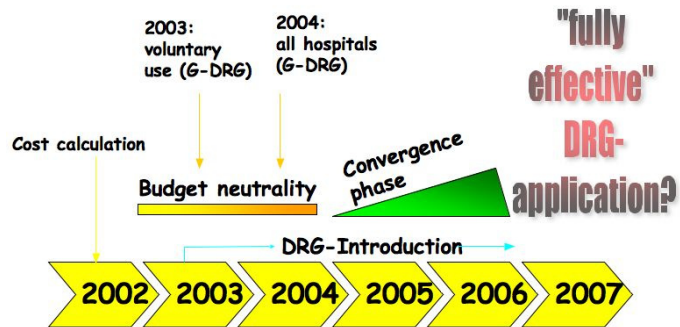 2003:
voluntary
use (G-DRG)
2004:
all hospitals
(G-DRG)
"fully
effective"
DRG-
application?
Cost calculation
Budget neutrality
Convergence
phase
DRG-Introduction
2002
2003
2004
2005
2006
2007